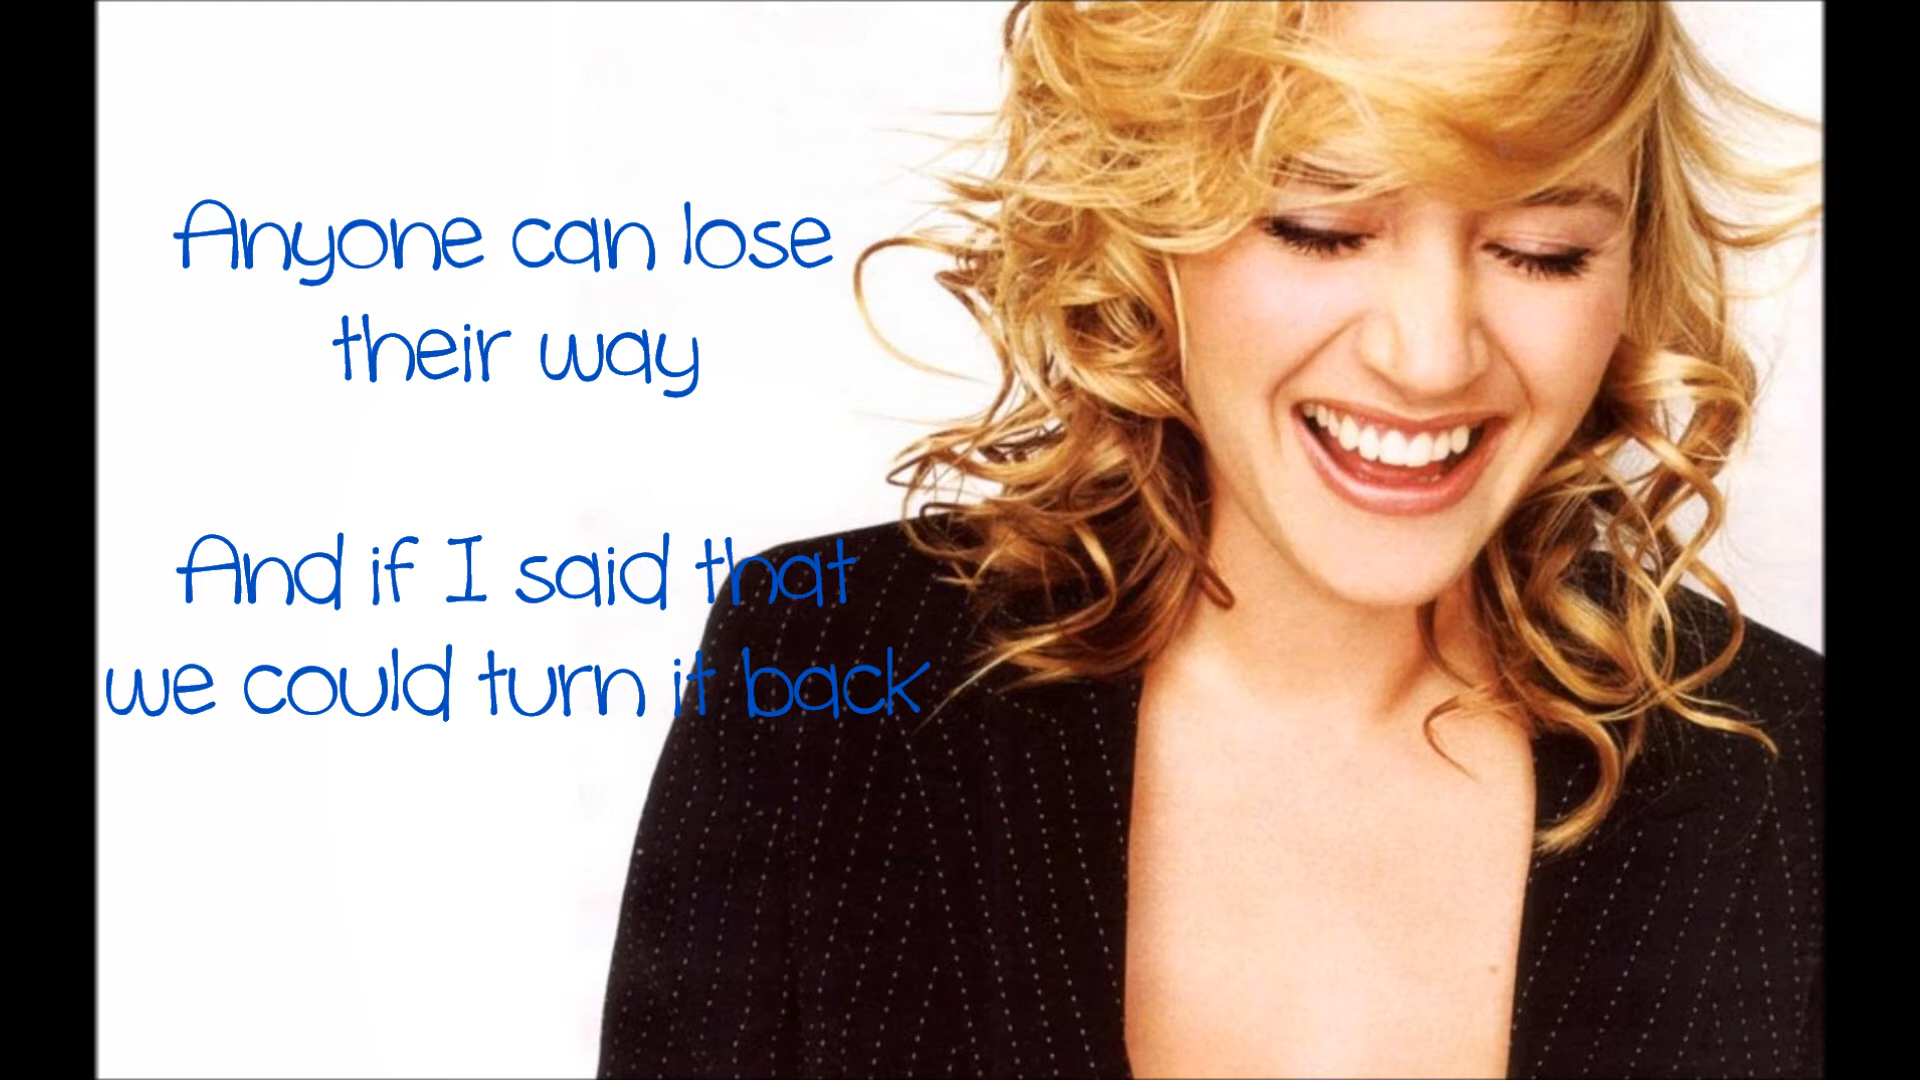 Anyone can lose
their way
And if I said that
we could turn it back